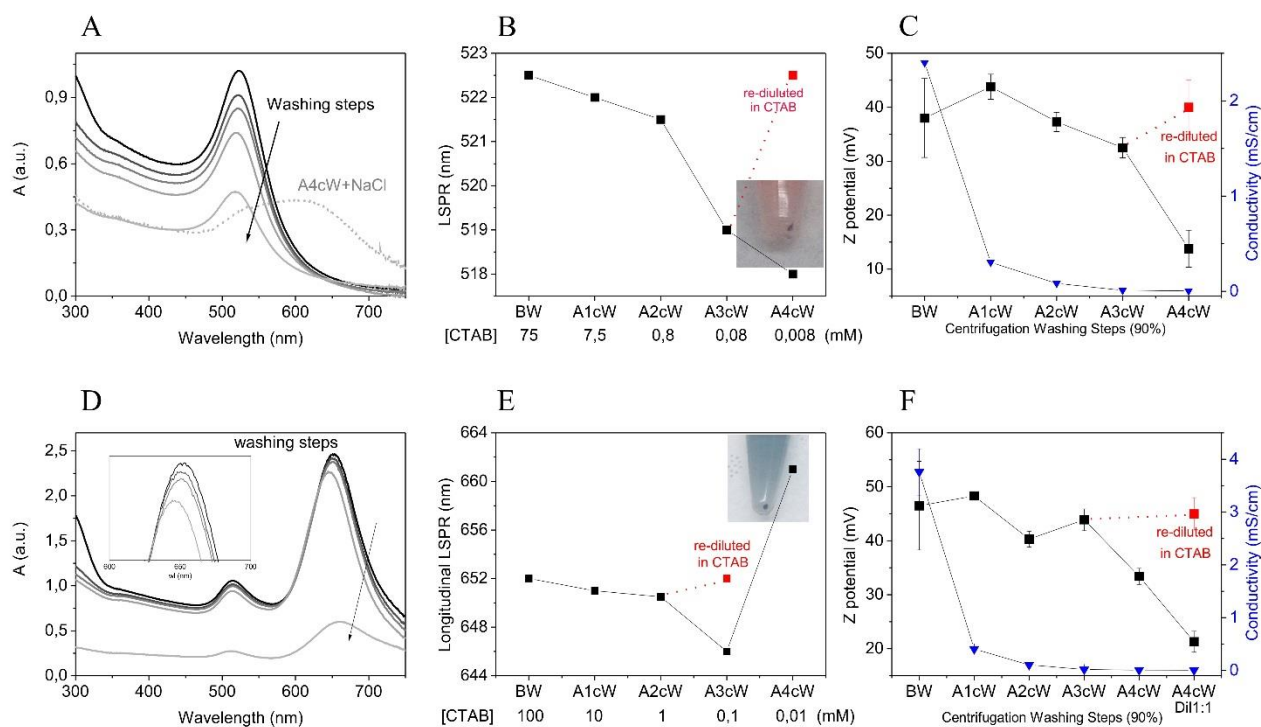 A
0,9
0,6
0,3
0,0
A (a.u.)
Washing steps
A4cW+NaCl
300 400 500 600 700
Wavelength (nm)
B
523
522
521
520
519
518
LSPR (nm)
re-diluted
in CTAB
BW A1cW A2cW A3cW A4cW
[CTAB] 75 7,5 0,8 0,08 0,008 (mM)
C
50
40
30
20
10
Z potential (mV)
re-diluted
in CTAB
2
1
0
Conductivity (mS/cm)
BW A1cW A2cW A3cW A4cW
Centrifugation Washing Steps (90%)
D
2,5
2,0
1,5
1,0
0,5
0,0
A (a.u.)
washing steps
600 650 700
wl (nm)
300 400 500 600 700
Wavelength (nm)
E
664
660
656
652
648
644
Longitudinal LSPR (nm)
re-diluted
in CTAB
BW A1cW A2cW A3cW A4cW
[CTAB] 100 10 1 0,1 0,01 (mM)
F
60
50
40
30
20
Z potential (mV)
re-diluted
in CTAB
4
3
2
1
0
Conductivity (mS/cm)
BW A1cW A2cW A3cW A4cW A4cW
Dil1:1
Centrifugation Washing Steps (90%)